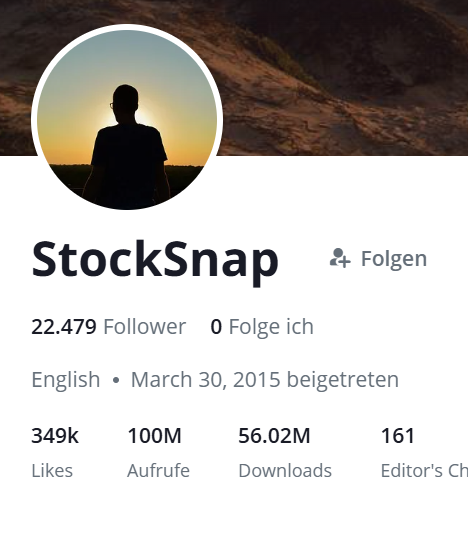 StockSnap
Folgen
22.479 Follower 0 Folge ich
English • March 30, 2015 beigetreten
349k 100M 56.02M 161
Likes Aufrufe Downloads Editor's Ch